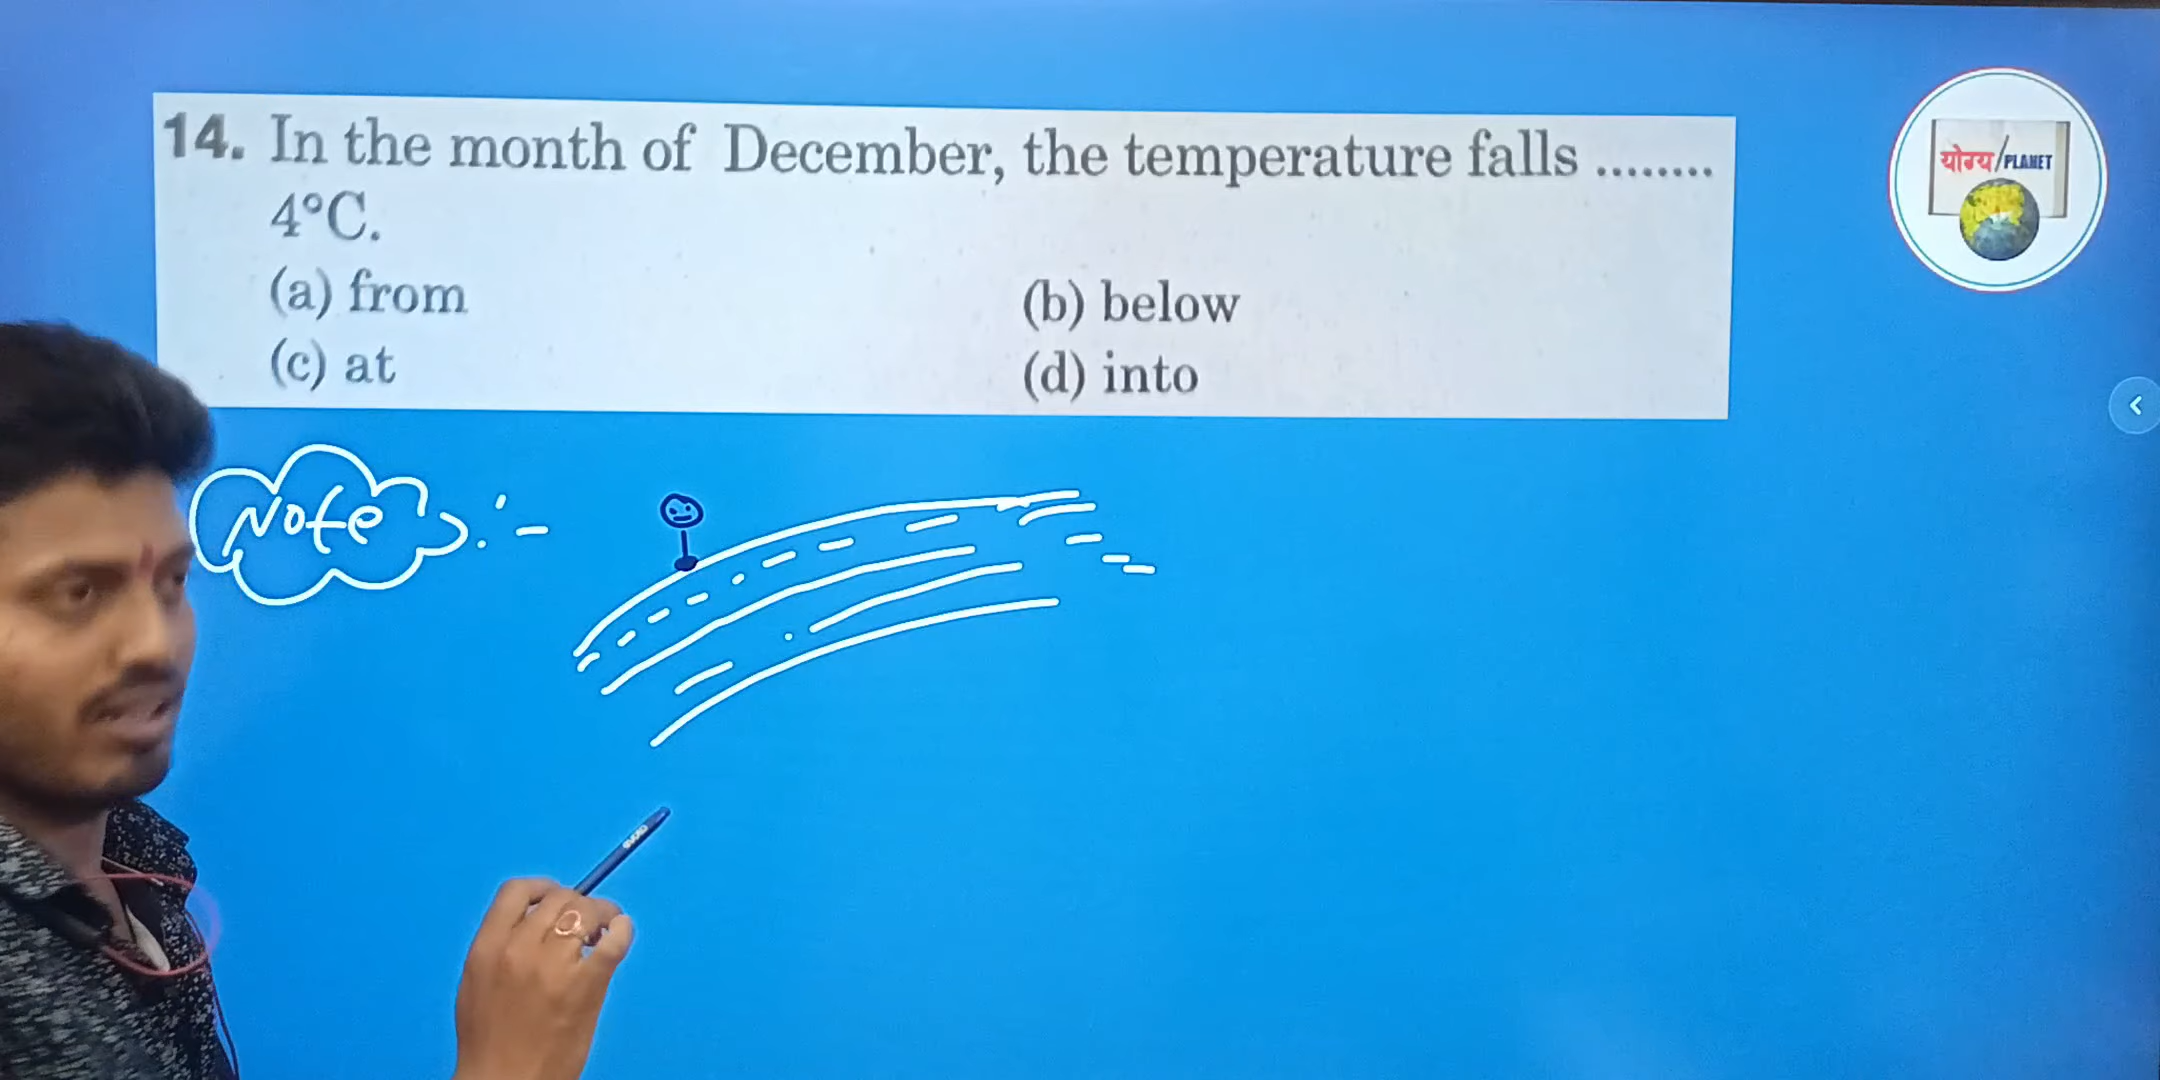 14. In the month of December, the temperature falls ........
4°C.
(a) from (b) below
(c) at (d) into
योग्य/PLANET
Note :-